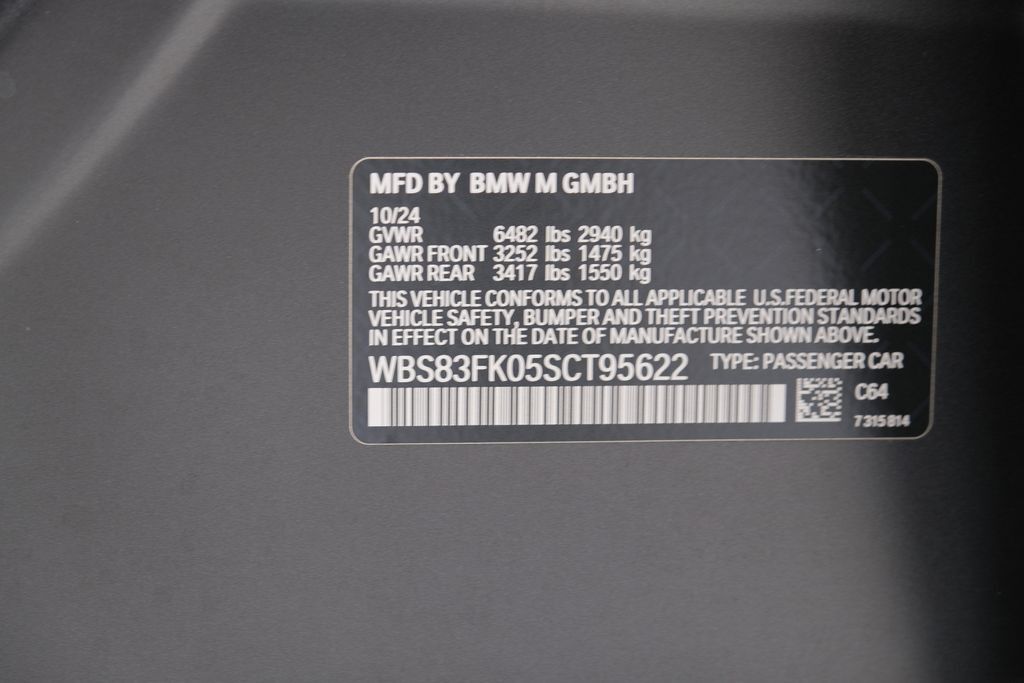 MFD BY BMW M GMBH
10/24
GVWR 6482 lbs 2940 kg
GAWR FRONT 3252 lbs 1475 kg
GAWR REAR 3417 lbs 1550 kg
THIS VEHICLE CONFORMS TO ALL APPLICABLE U.S.FEDERAL MOTOR
VEHICLE SAFETY, BUMPER AND THEFT PREVENTION STANDARDS
IN EFFECT ON THE DATE OF MANUFACTURE SHOWN ABOVE.
WBS83FK05SCT95622 TYPE: PASSENGER CAR
C64
7315814